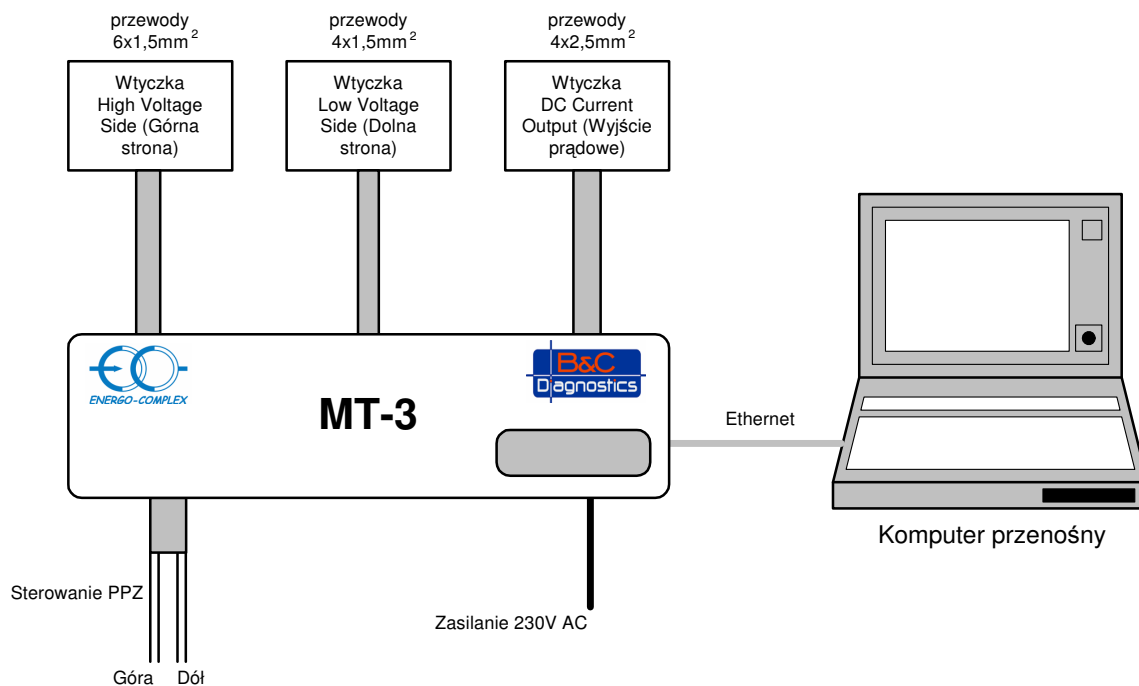 przewody
6x1,5mm²
przewody
4x1,5mm²
przewody
4x2,5mm²
Wtyczka
High Voltage
Side (Górna
strona)
Wtyczka
Low Voltage
Side (Dolna
strona)
Wtyczka
DC Current
Output (Wyjście
prądowe)
ENERGO-COMPLEX
MT-3
B&C
Diagnostics
Ethernet
Komputer przenośny
Sterowanie PPZ
Zasilanie 230V AC
Góra
Dół